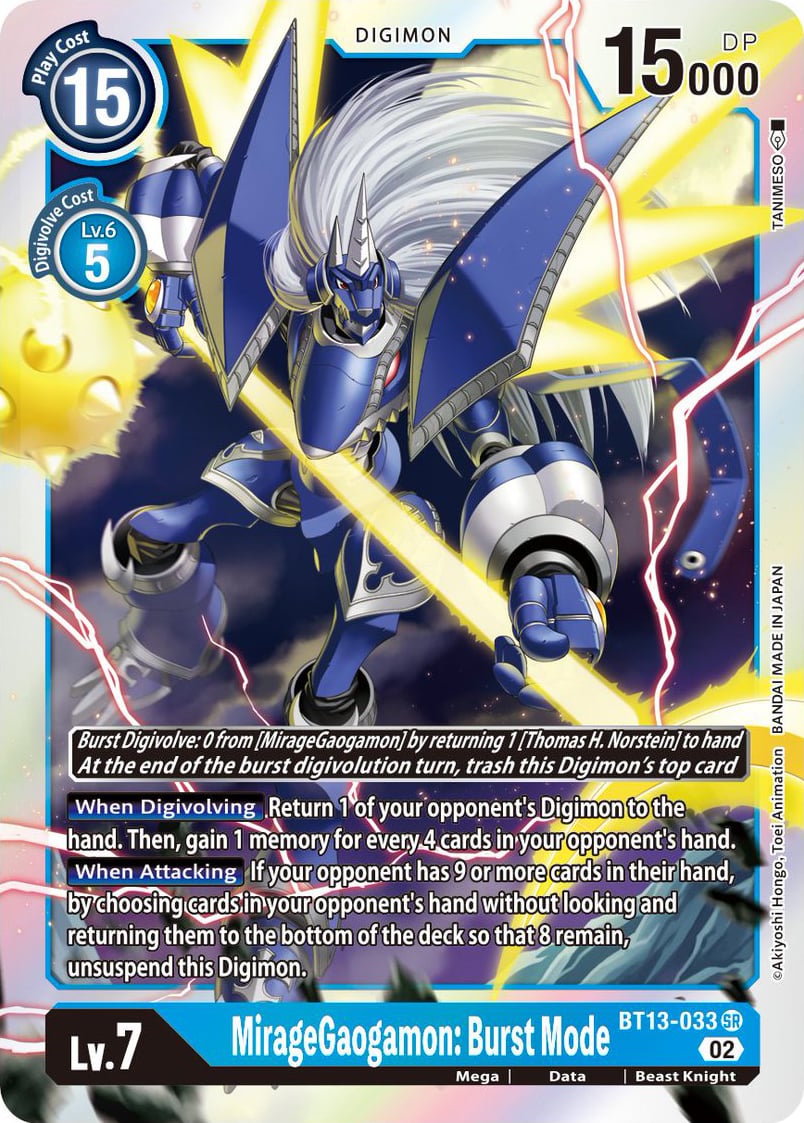 DIGIMON
Play Cost
15
15000
DP
Digivolve Cost
Lv.6
5
TANIMESO
Burst Digivolve: 0 from [MirageGaogamon] by returning 1 [Thomas H. Norstein] to hand
At the end of the burst digivolution turn, trash this Digimon's top card
When Digivolving Return 1 of your opponent's Digimon to the
hand. Then, gain 1 memory for every 4 cards in your opponent's hand.
When Attacking If your opponent has 9 or more cards in their hand,
by choosing cards in your opponent's hand without looking and
returning them to the bottom of the deck so that 8 remain,
unsuspend this Digimon.
©Akiyoshi Hongo, Toei Animation BANDAI MADE IN JAPAN
Lv.7
MirageGaogamon: Burst Mode
BT13-033 SR
02
Mega | Data | Beast Knight